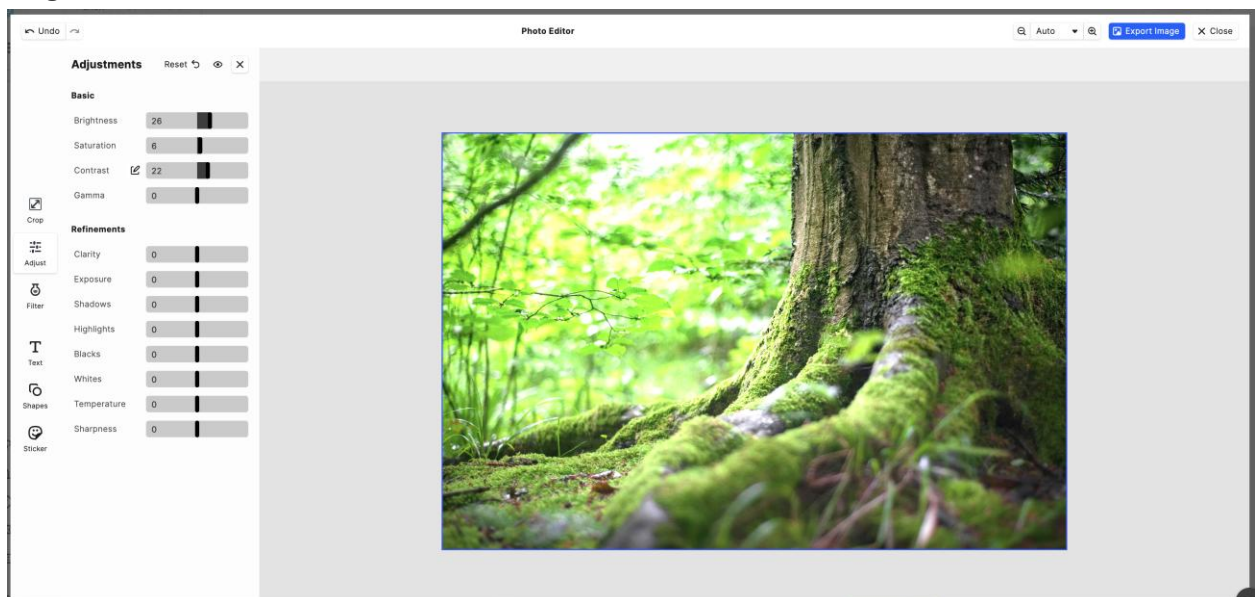 Undo
Photo Editor
Auto
Export Image
Close
Adjustments
Reset
Basic
Brightness 26
Saturation 6
Contrast 22
Gamma 0
Refinements
Clarity 0
Exposure 0
Shadows 0
Highlights 0
Blacks 0
Whites 0
Temperature 0
Sharpness 0
Crop
Adjust
Filter
Text
Shapes
Sticker